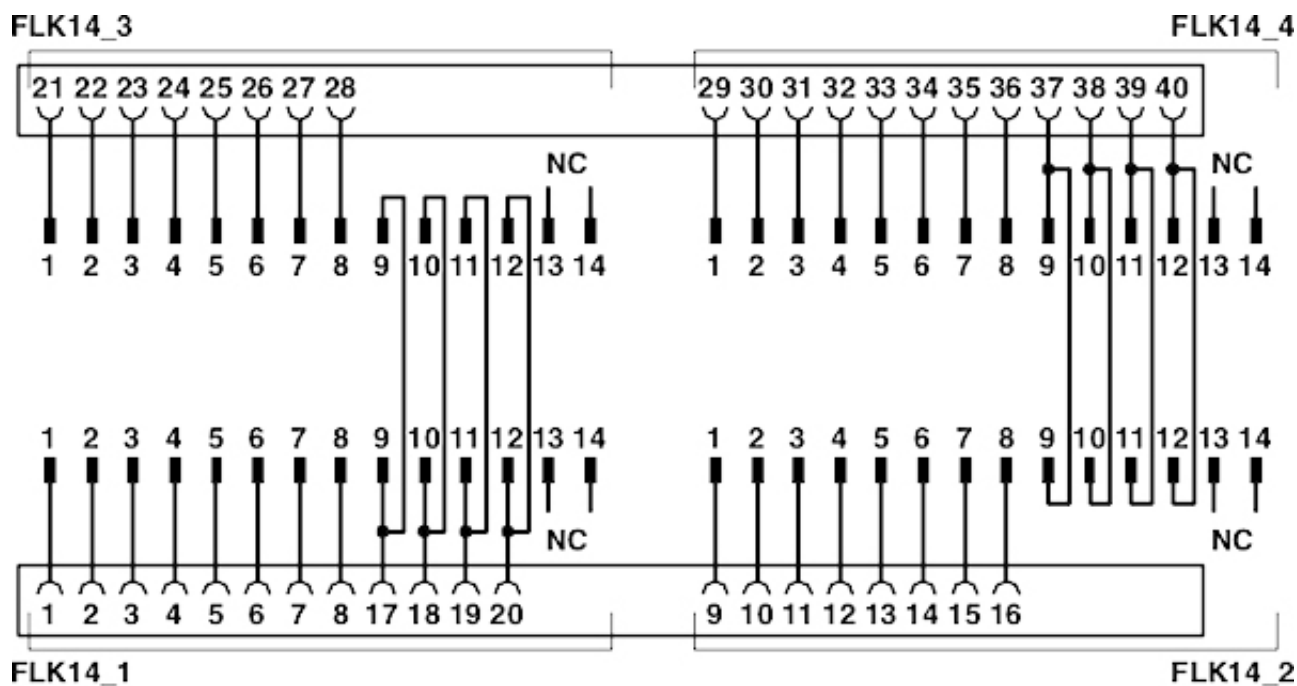 FLK14_3 FLK14_4
21 22 23 24 25 26 27 28 29 30 31 32 33 34 35 36 37 38 39 40
NC NC
1 2 3 4 5 6 7 8 9 10 11 12 13 14 1 2 3 4 5 6 7 8 9 10 11 12 13 14
1 2 3 4 5 6 7 8 9 10 11 12 13 14 1 2 3 4 5 6 7 8 9 10 11 12 13 14
NC NC
1 2 3 4 5 6 7 8 17 18 19 20 9 10 11 12 13 14 15 16
FLK14_1 FLK14_2